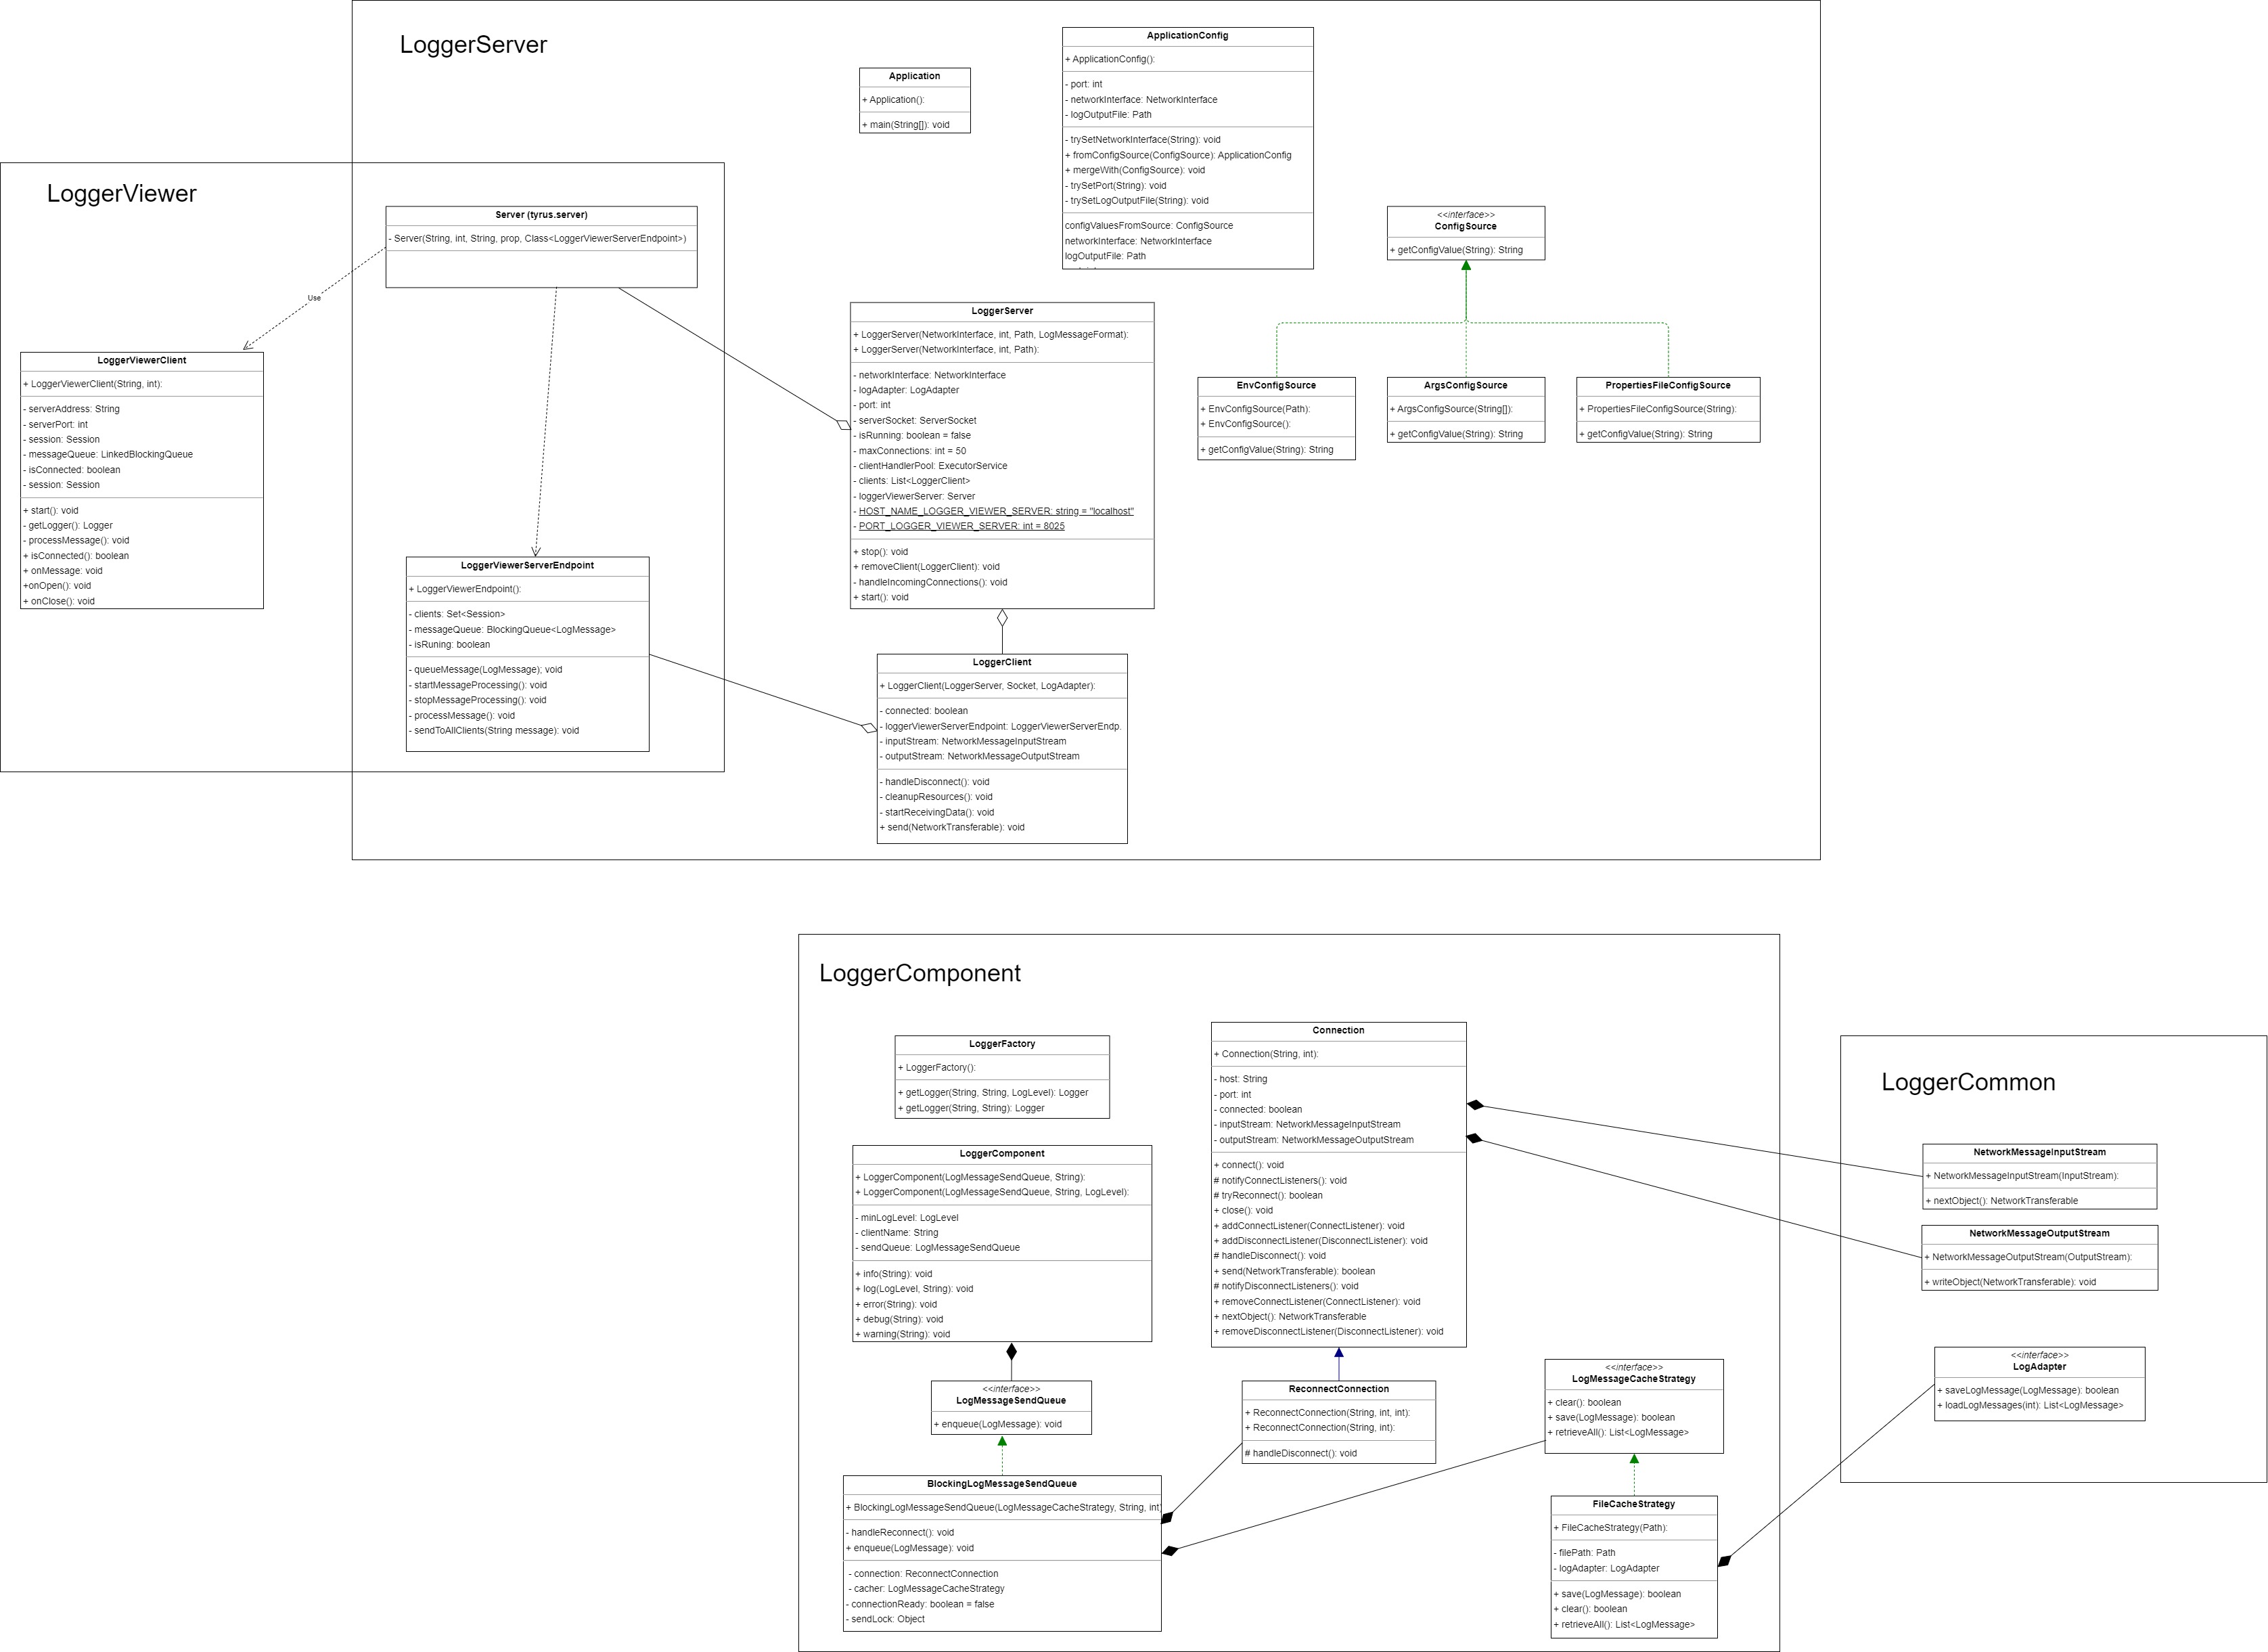 LoggerServer
Application
+ Application():
+ main(String[]): void
ApplicationConfig
+ ApplicationConfig():
- port: int
- networkInterface: NetworkInterface
- logOutputFile: Path
- trySetNetworkInterface(String): void
+ fromConfigSource(ConfigSource): ApplicationConfig
+ mergeWith(ConfigSource): void
- trySetPort(String): void
- trySetLogOutputFile(String): void
configValuesFromSource: ConfigSource
networkInterface: NetworkInterface
logOutputFile: Path
<<interface>>
ConfigSource
+ getConfigValue(String): String
EnvConfigSource
+ EnvConfigSource(Path):
+ EnvConfigSource():
+ getConfigValue(String): String
ArgsConfigSource
+ ArgsConfigSource(String[]):
+ getConfigValue(String): String
PropertiesFileConfigSource
+ PropertiesFileConfigSource(String):
+ getConfigValue(String): String
LoggerViewer
Server (tyrus.server)
- Server(String, int, String, prop, Class<LoggerViewerServerEndpoint>)
Use
LoggerViewerClient
+ LoggerViewerClient(String, int):
- serverAddress: String
- serverPort: int
- session: Session
- messageQueue: LinkedBlockingQueue
- isConnected: boolean
- session: Session
+ start(): void
- getLogger(): Logger
- processMessage(): void
+ isConnected(): boolean
+ onMessage: void
+onOpen(): void
+ onClose(): void
LoggerViewerServerEndpoint
+ LoggerViewerEndpoint():
- clients: Set<Session>
- messageQueue: BlockingQueue<LogMessage>
- isRuning: boolean
- queueMessage(LogMessage); void
- startMessageProcessing(): void
- stopMessageProcessing(): void
- processMessage(): void
- sendToAllClients(String message): void
LoggerServer
+ LoggerServer(NetworkInterface, int, Path, LogMessageFormat):
+ LoggerServer(NetworkInterface, int, Path):
- networkInterface: NetworkInterface
- logAdapter: LogAdapter
- port: int
- serverSocket: ServerSocket
- isRunning: boolean = false
- maxConnections: int = 50
- clientHandlerPool: ExecutorService
- clients: List<LoggerClient>
- loggerViewerServer: Server
- HOST_NAME_LOGGER_VIEWER_SERVER: string = "localhost"
- PORT_LOGGER_VIEWER_SERVER: int = 8025
+ stop(): void
+ removeClient(LoggerClient): void
- handleIncomingConnections(): void
+ start(): void
LoggerClient
+ LoggerClient(LoggerServer, Socket, LogAdapter):
- connected: boolean
- loggerViewerServerEndpoint: LoggerViewerServerEndp.
- inputStream: NetworkMessageInputStream
- outputStream: NetworkMessageOutputStream
- handleDisconnect(): void
- cleanupResources(): void
- startReceivingData(): void
+ send(NetworkTransferable): void
LoggerComponent
LoggerFactory
+ LoggerFactory():
+ getLogger(String, String, LogLevel): Logger
+ getLogger(String, String): Logger
LoggerComponent
+ LoggerComponent(LogMessageSendQueue, String):
+ LoggerComponent(LogMessageSendQueue, String, LogLevel):
- minLogLevel: LogLevel
- clientName: String
- sendQueue: LogMessageSendQueue
+ info(String): void
+ log(LogLevel, String): void
+ error(String): void
+ debug(String): void
+ warning(String): void
<<interface>>
LogMessageSendQueue
+ enqueue(LogMessage): void
BlockingLogMessageSendQueue
+ BlockingLogMessageSendQueue(LogMessageCacheStrategy, String, int
- handleReconnect(): void
+ enqueue(LogMessage): void
- connection: ReconnectConnection
- cacher: LogMessageCacheStrategy
- connectionReady: boolean = false
- sendLock: Object
Connection
+ Connection(String, int):
- host: String
- port: int
- connected: boolean
- inputStream: NetworkMessageInputStream
- outputStream: NetworkMessageOutputStream
+ connect(): void
# notifyConnectListeners(): void
# tryReconnect(): boolean
+ close(): void
+ addConnectListener(ConnectListener): void
+ addDisconnectListener(DisconnectListener): void
# handleDisconnect(): void
+ send(NetworkTransferable): boolean
# notifyDisconnectListeners(): void
+ removeConnectListener(ConnectListener): void
+ nextObject(): NetworkTransferable
+ removeDisconnectListener(DisconnectListener): void
ReconnectConnection
+ ReconnectConnection(String, int, int):
+ ReconnectConnection(String, int):
# handleDisconnect(): void
<<interface>>
LogMessageCacheStrategy
+ clear(): boolean
+ save(LogMessage): boolean
+ retrieveAll(): List<LogMessage>
FileCacheStrategy
+ FileCacheStrategy(Path):
- filePath: Path
- logAdapter: LogAdapter
+ save(LogMessage): boolean
+ clear(): boolean
+ retrieveAll(): List<LogMessage>
LoggerCommon
NetworkMessageInputStream
+ NetworkMessageInputStream(InputStream):
+ nextObject(): NetworkTransferable
NetworkMessageOutputStream
+ NetworkMessageOutputStream(OutputStream):
+ writeObject(NetworkTransferable): void
<<interface>>
LogAdapter
+ saveLogMessage(LogMessage): boolean
+ loadLogMessages(int): List<LogMessage>